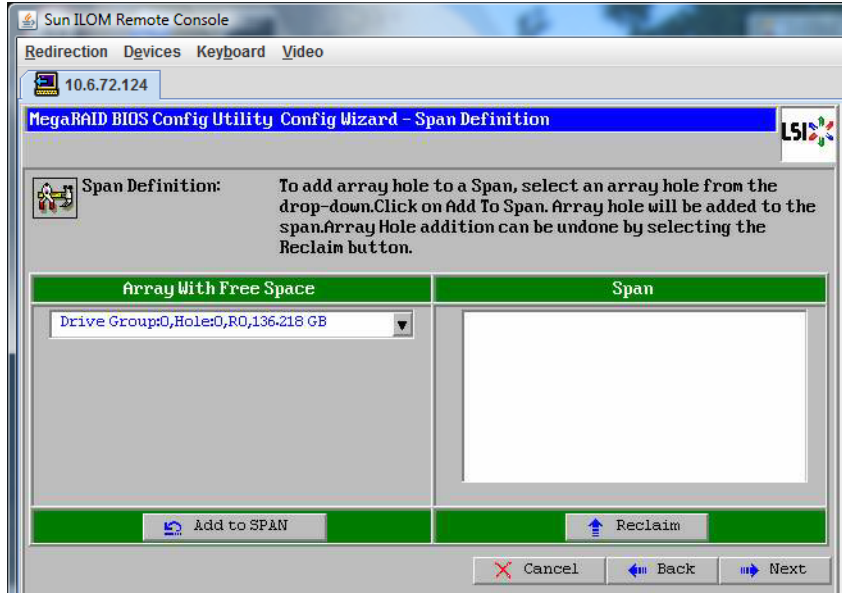 Sun ILOM Remote Console
Redirection Devices Keyboard Video
10.6.72.124
MegaRAID BIOS Config Utility Config Wizard - Span Definition
LSI
Span Definition:
To add array hole to a Span, select an array hole from the
drop-down.Click on Add To Span. Array hole will be added to the
span.Array Hole addition can be undone by selecting the
Reclaim button.
Array With Free Space
Span
Drive Group:0,Hole:0,R0,136.218 GB
Add to SPAN
Reclaim
Cancel
Back
Next